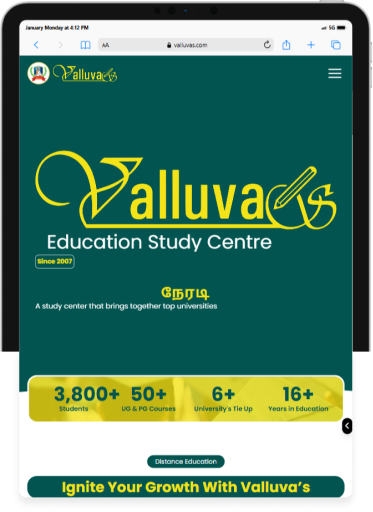 January Monday at 4:12 PM
5G
AA
valluvas.com
Valluvas
Valluvas
Education Study Centre
Since 2007
நேரடி
A study center that brings together top universities
3,800+ 50+ 6+ 16+
Students UG & PG Courses University's Tie Up Years in Education
Distance Education
Ignite Your Growth With Valluva's